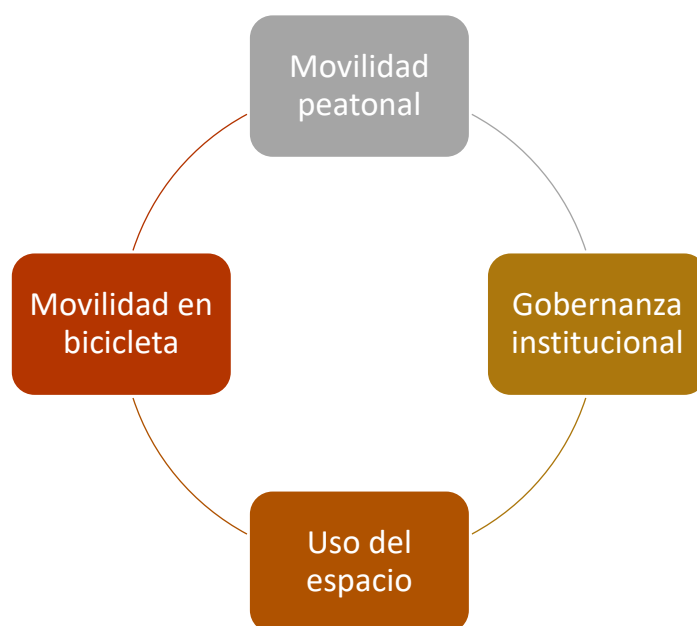 Movilidad
peatonal
Movilidad en
bicicleta
Gobernanza
institucional
Uso del
espacio